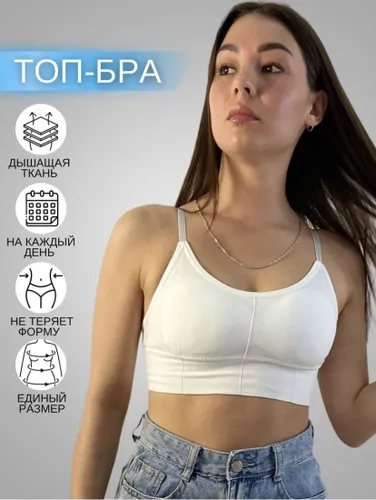 ТОП-БРА
ДЫШАЩАЯ
ТКАНЬ
НА КАЖДЫЙ
ДЕНЬ
НЕ ТЕРЯЕТ
ФОРМУ
ЕДИНЫЙ
РАЗМЕР